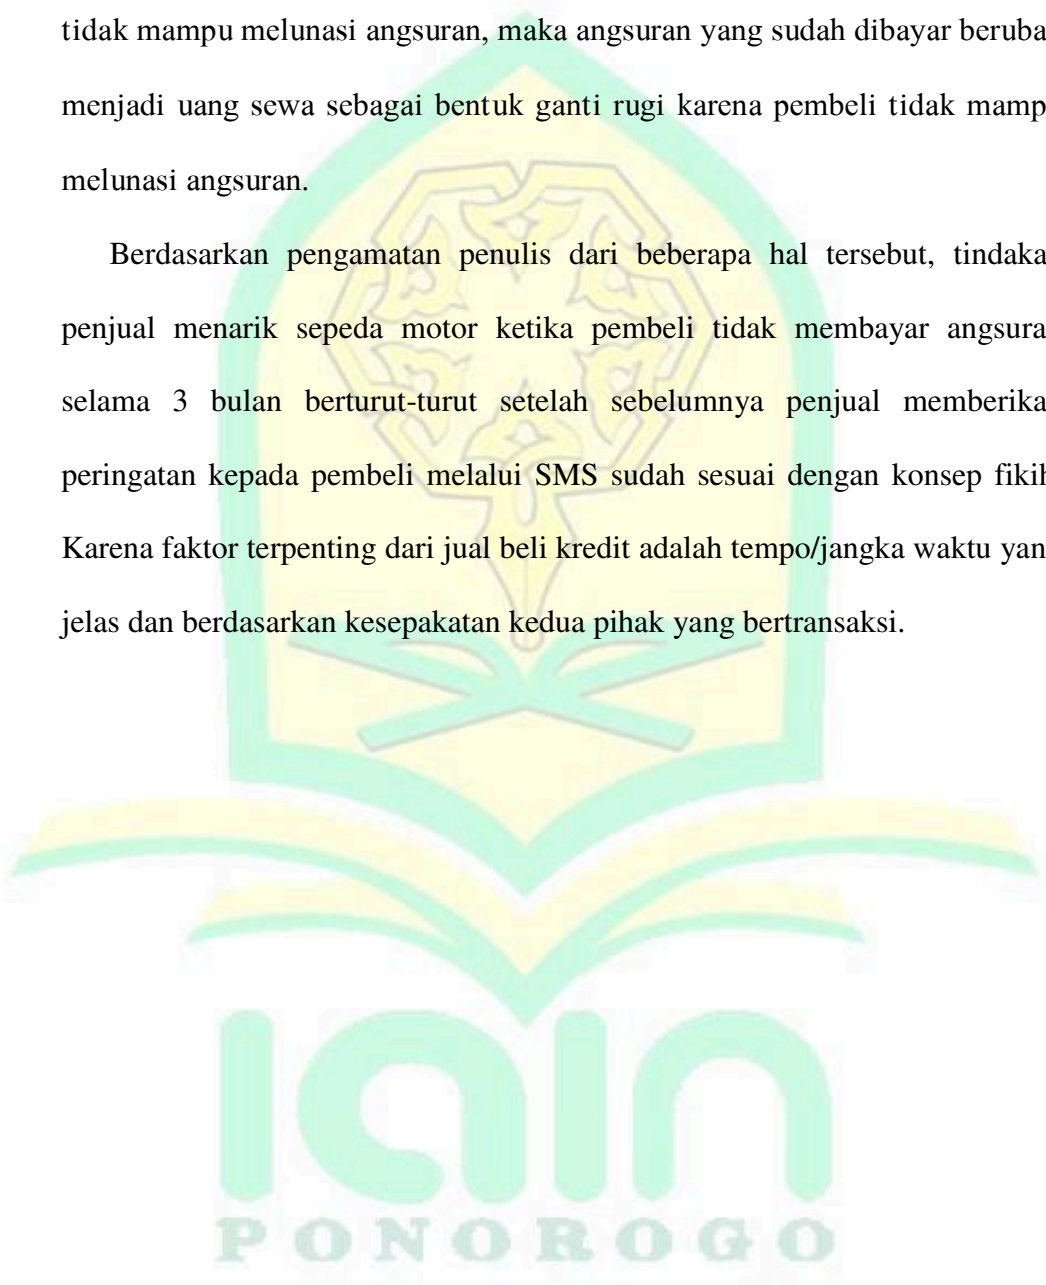 tidak mampu melunasi angsuran, maka angsuran yang sudah dibayar beruba
menjadi uang sewa sebagai bentuk ganti rugi karena pembeli tidak mamp
melunasi angsuran.
Berdasarkan pengamatan penulis dari beberapa hal tersebut, tindaka
penjual menarik sepeda motor ketika pembeli tidak membayar angsura
selama 3 bulan berturut-turut setelah sebelumnya penjual memberika
peringatan kepada pembeli melalui SMS sudah sesuai dengan konsep fikih
Karena faktor terpenting dari jual beli kredit adalah tempo/jangka waktu yan
jelas dan berdasarkan kesepakatan kedua pihak yang bertransaksi.
iain
PONOROGO